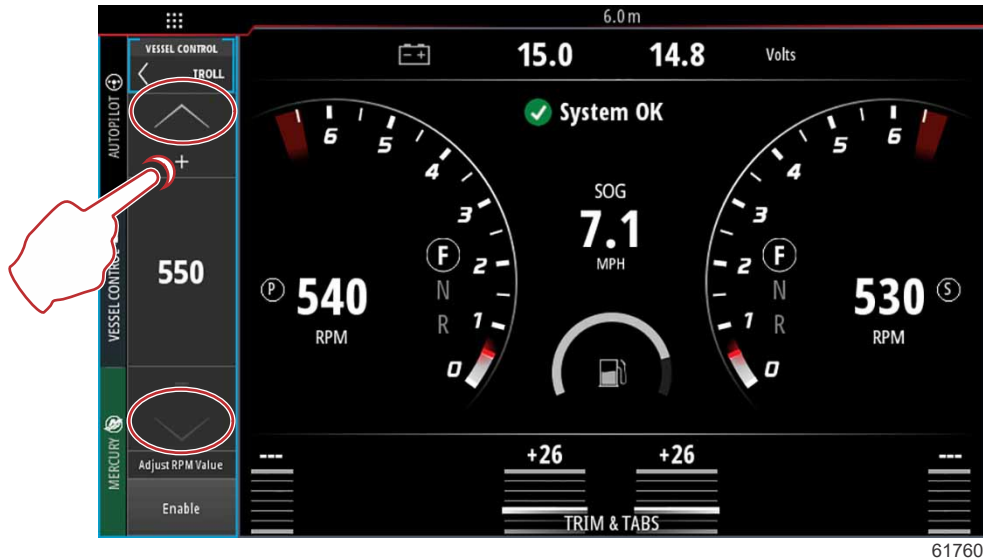 6.0 m
VESSEL CONTROL
TROLL
15.0 14.8 Volts
System OK
AUTOPILOT
VESSEL CONTROL
MERCURY
+
550
Adjust RPM Value
Enable
6
5
4
3
2
1
0
F
N
R
P
540
RPM
SOG
7.1
MPH
6
5
4
3
2
1
0
F
N
R
530
S
RPM
--- +26 +26 ---
TRIM & TABS
61760